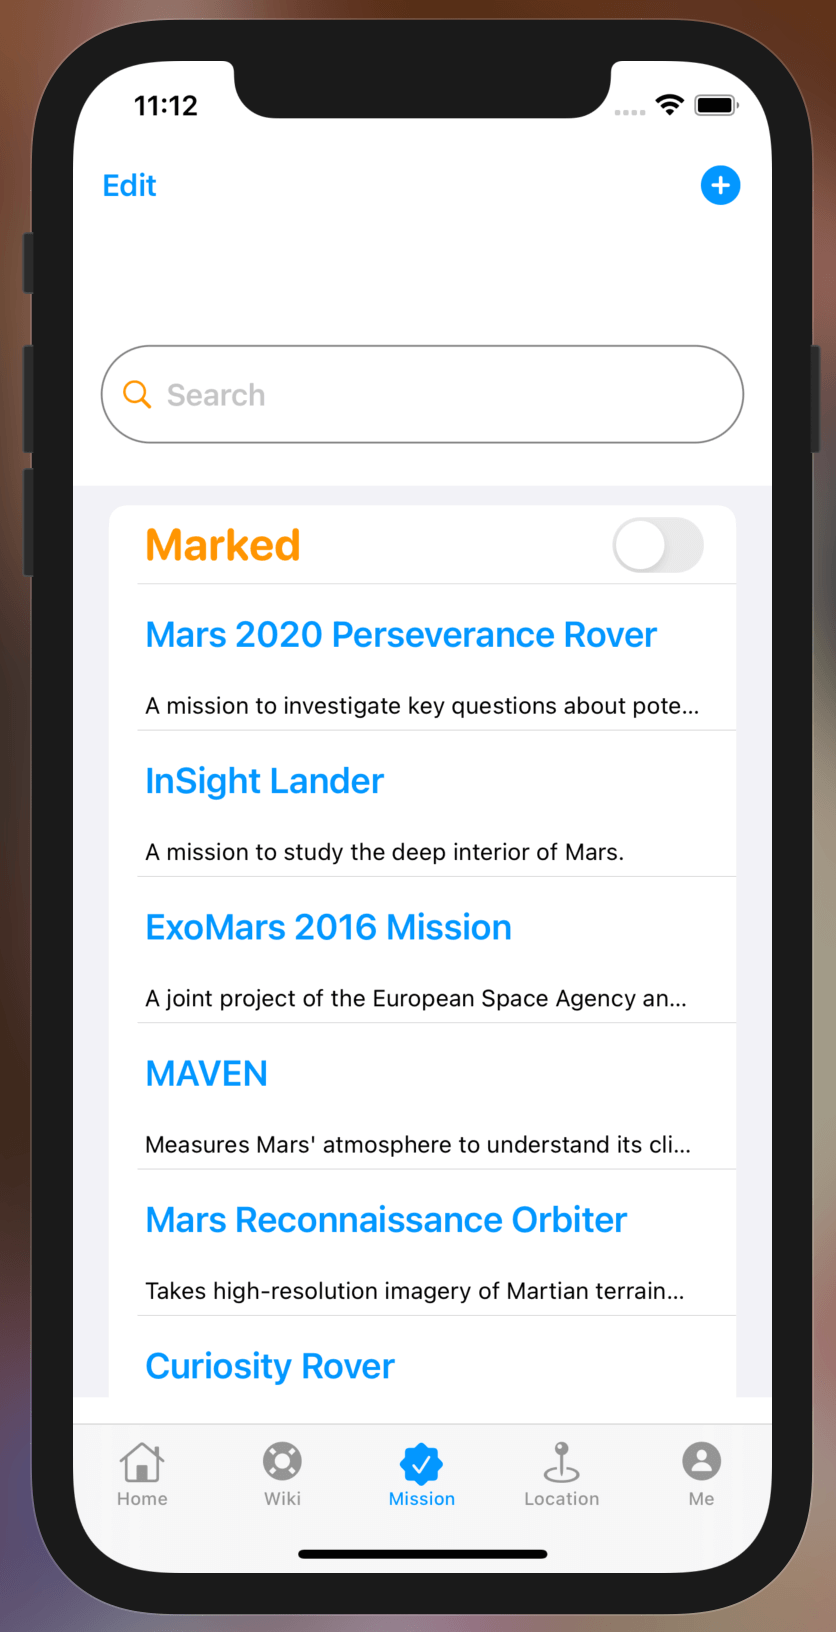 11:12
Edit
Search
Marked
Mars 2020 Perseverance Rover
A mission to investigate key questions about pote...
InSight Lander
A mission to study the deep interior of Mars.
ExoMars 2016 Mission
A joint project of the European Space Agency an...
MAVEN
Measures Mars' atmosphere to understand its cli...
Mars Reconnaissance Orbiter
Takes high-resolution imagery of Martian terrain...
Curiosity Rover
Home Wiki Mission Location Me